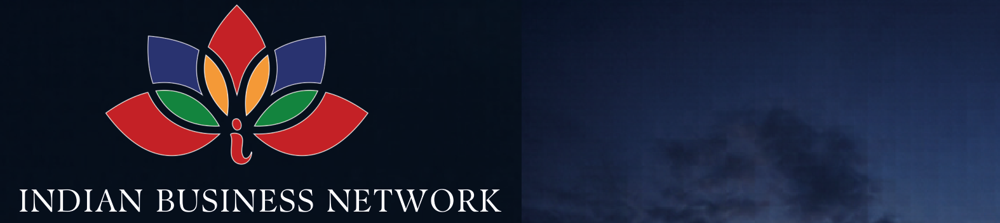 i
INDIAN BUSINESS NETWORK